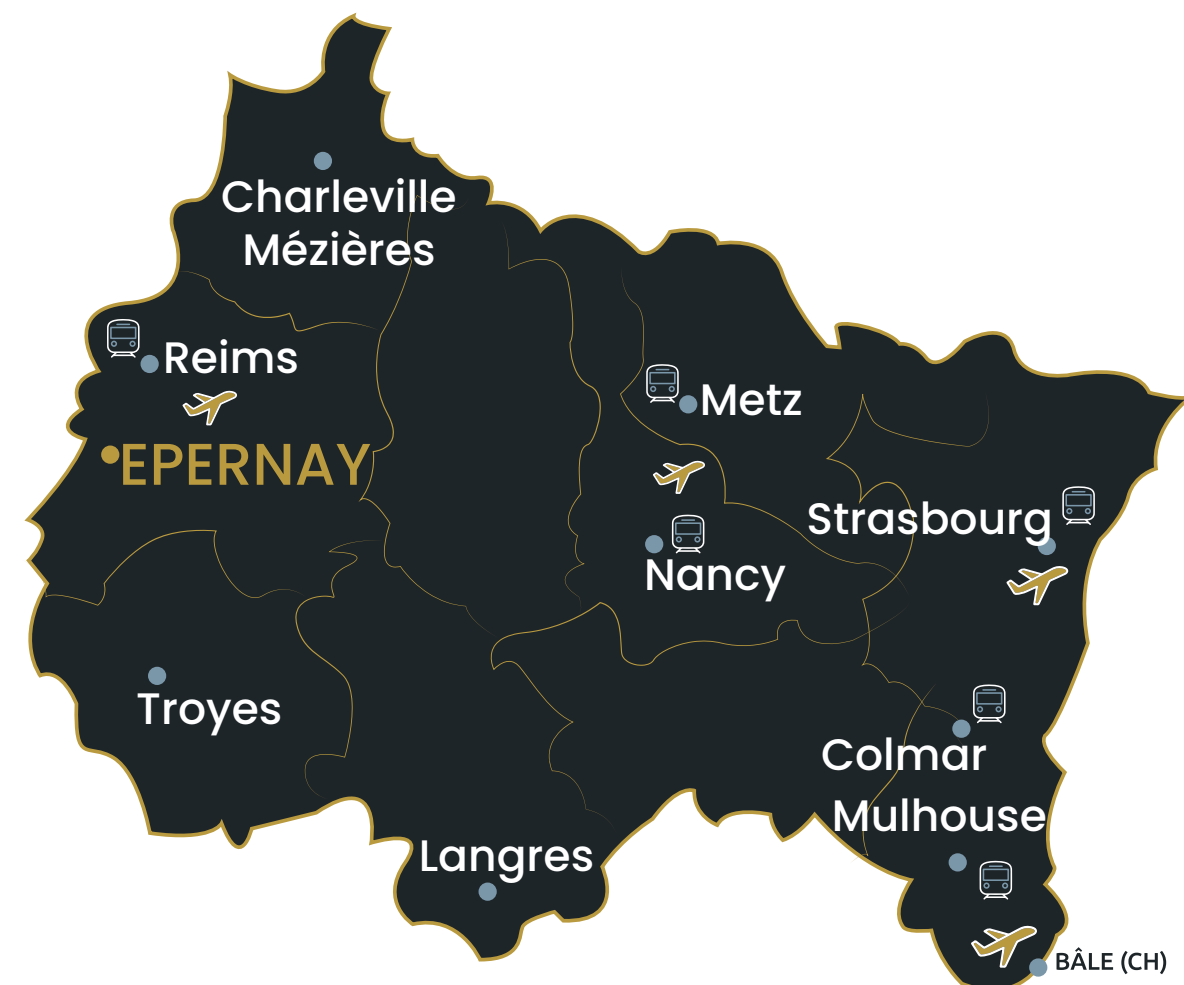 Charleville
Mézières
Reims
Metz
EPERNAY
Strasbourg
Nancy
Troyes
Colmar
Mulhouse
Langres
BÂLE (CH)